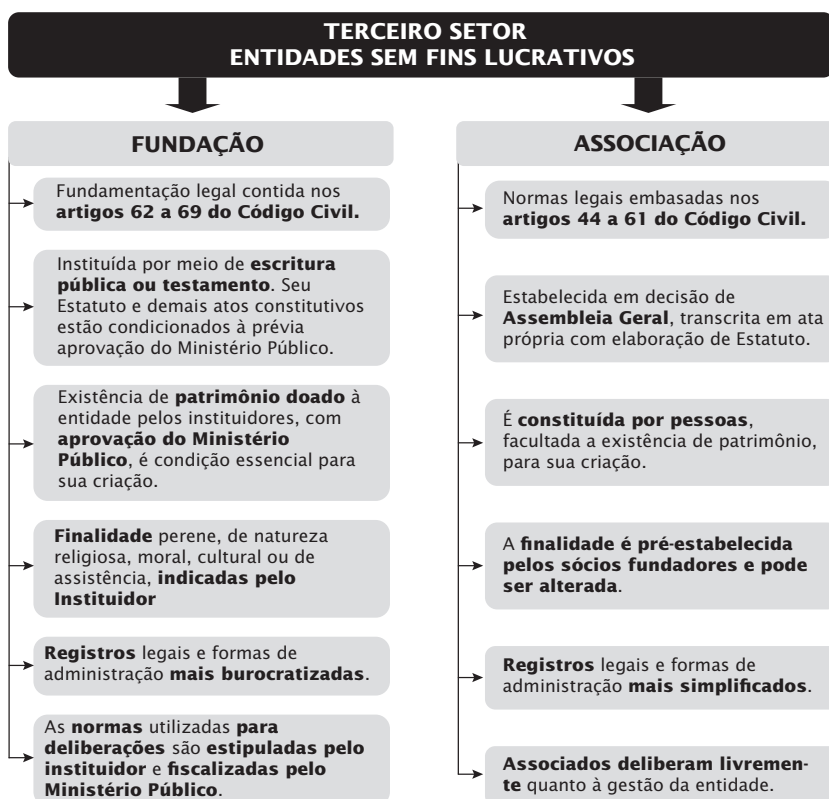 TERCEIRO SETOR
ENTIDADES SEM FINS LUCRATIVOS
FUNDAÇÃO
Fundamentação legal contida nos
artigos 62 a 69 do Código Civil.
Instituída por meio de escritura
pública ou testamento. Seu
Estatuto e demais atos constitutivos
estão condicionados à prévia
aprovação do Ministério Público.
Existência de patrimônio doado à
entidade pelos instituidores, com
aprovação do Ministério
Público, é condição essencial para
sua criação.
Finalidade perene, de natureza
religiosa, moral, cultural ou de
assistência, indicadas pelo
Instituidor
Registros legais e formas de
administração mais burocratizadas.
As normas utilizadas para
deliberações são estipuladas pelo
instituidor e fiscalizadas pelo
Ministério Público.
ASSOCIAÇÃO
Normas legais embasadas nos
artigos 44 a 61 do Código Civil.
Estabelecida em decisão de
Assembleia Geral, transcrita em ata
própria com elaboração de Estatuto.
É constituída por pessoas,
facultada a existência de patrimônio,
para sua criação.
A finalidade é pré-estabelecida
pelos sócios fundadores e pode
ser alterada.
Registros legais e formas de
administração mais simplificados.
Associados deliberam livremen-
te quanto à gestão da entidade.